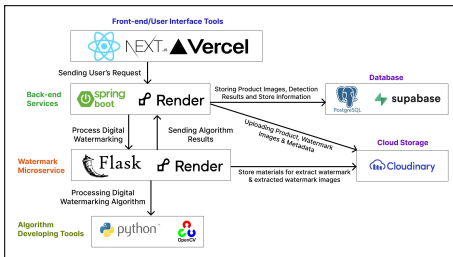 Front-end/User Interface Tools
NEXT.JS Vercel
Sending User's Request
Back-end
Services
spring
boot
Render
Storing Product Images, Detection
Results and Store Information
Database
PostgreSQL
supabase
Process Digital
Watermarking
Sending Algorithm
Results
Uploading Product, Watermark
Images & Metadata
Cloud Storage
Cloudinary
Watermark
Microservice
Flask
Render
Store materials for extract watermark
& extracted watermark images
Processing Digital
Watermarking Algorithm
Algorithm
Developing Toools
python
OpenCV